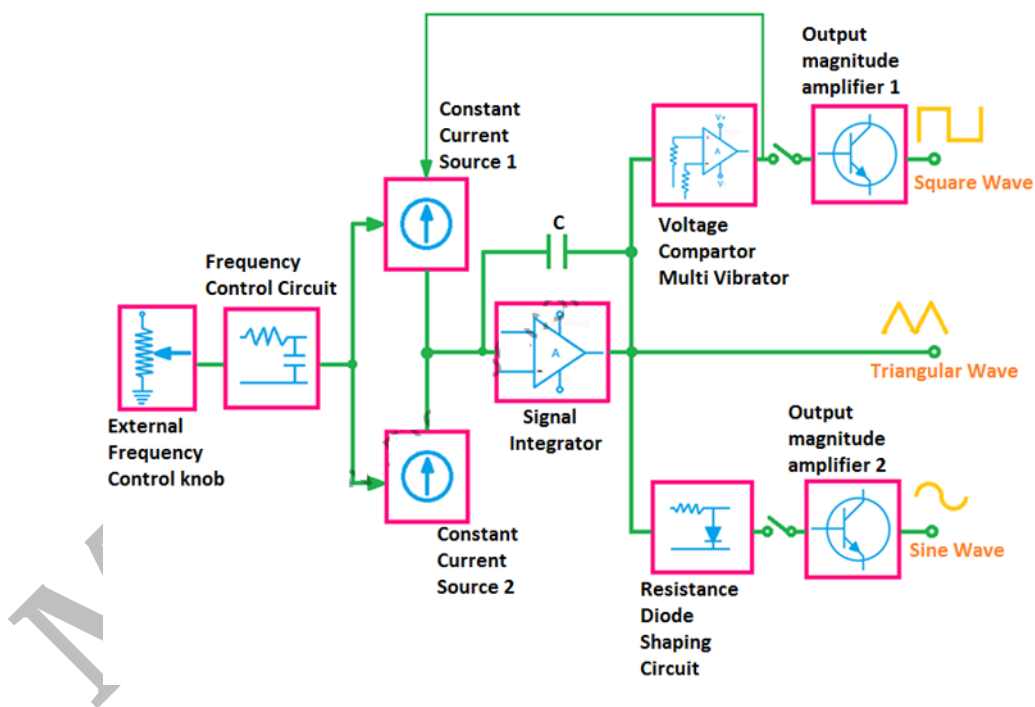 Output
magnitude
amplifier 1
Constant
Current
Source 1
V+
A
V-
Square Wave
Voltage
Compartor
Multi Vibrator
C
Frequency
Control Circuit
A
Triangular Wave
External
Frequency
Control knob
Signal
Integrator
Output
magnitude
amplifier 2
Constant
Current
Source 2
Sine Wave
Resistance
Diode
Shaping
Circuit